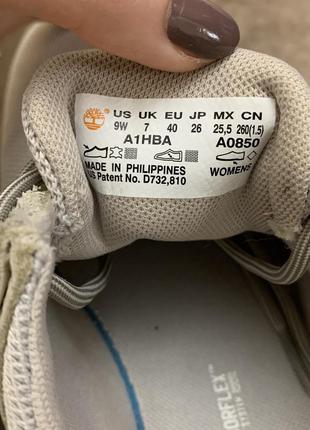 US UK EU JP MX CN
9W 7 40 26 25,5 260(1.5)
A1HBA A0850
MADE IN PHILIPPINES
US Patent No. D732,810
WOMENS
ORFLEX™